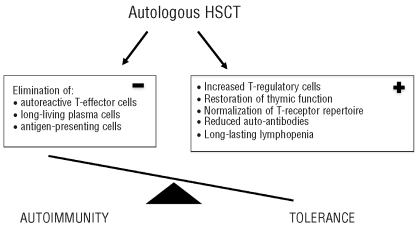 Autologous HSCT
Elimination of:
• autoreactive T-effector cells
• long-living plasma cells
• antigen-presenting cells
–
• Increased T-regulatory cells
• Restoration of thymic function
• Normalization of T-receptor repertoire
• Reduced auto-antibodies
• Long-lasting lymphopenia
+
AUTOIMMUNITY
TOLERANCE